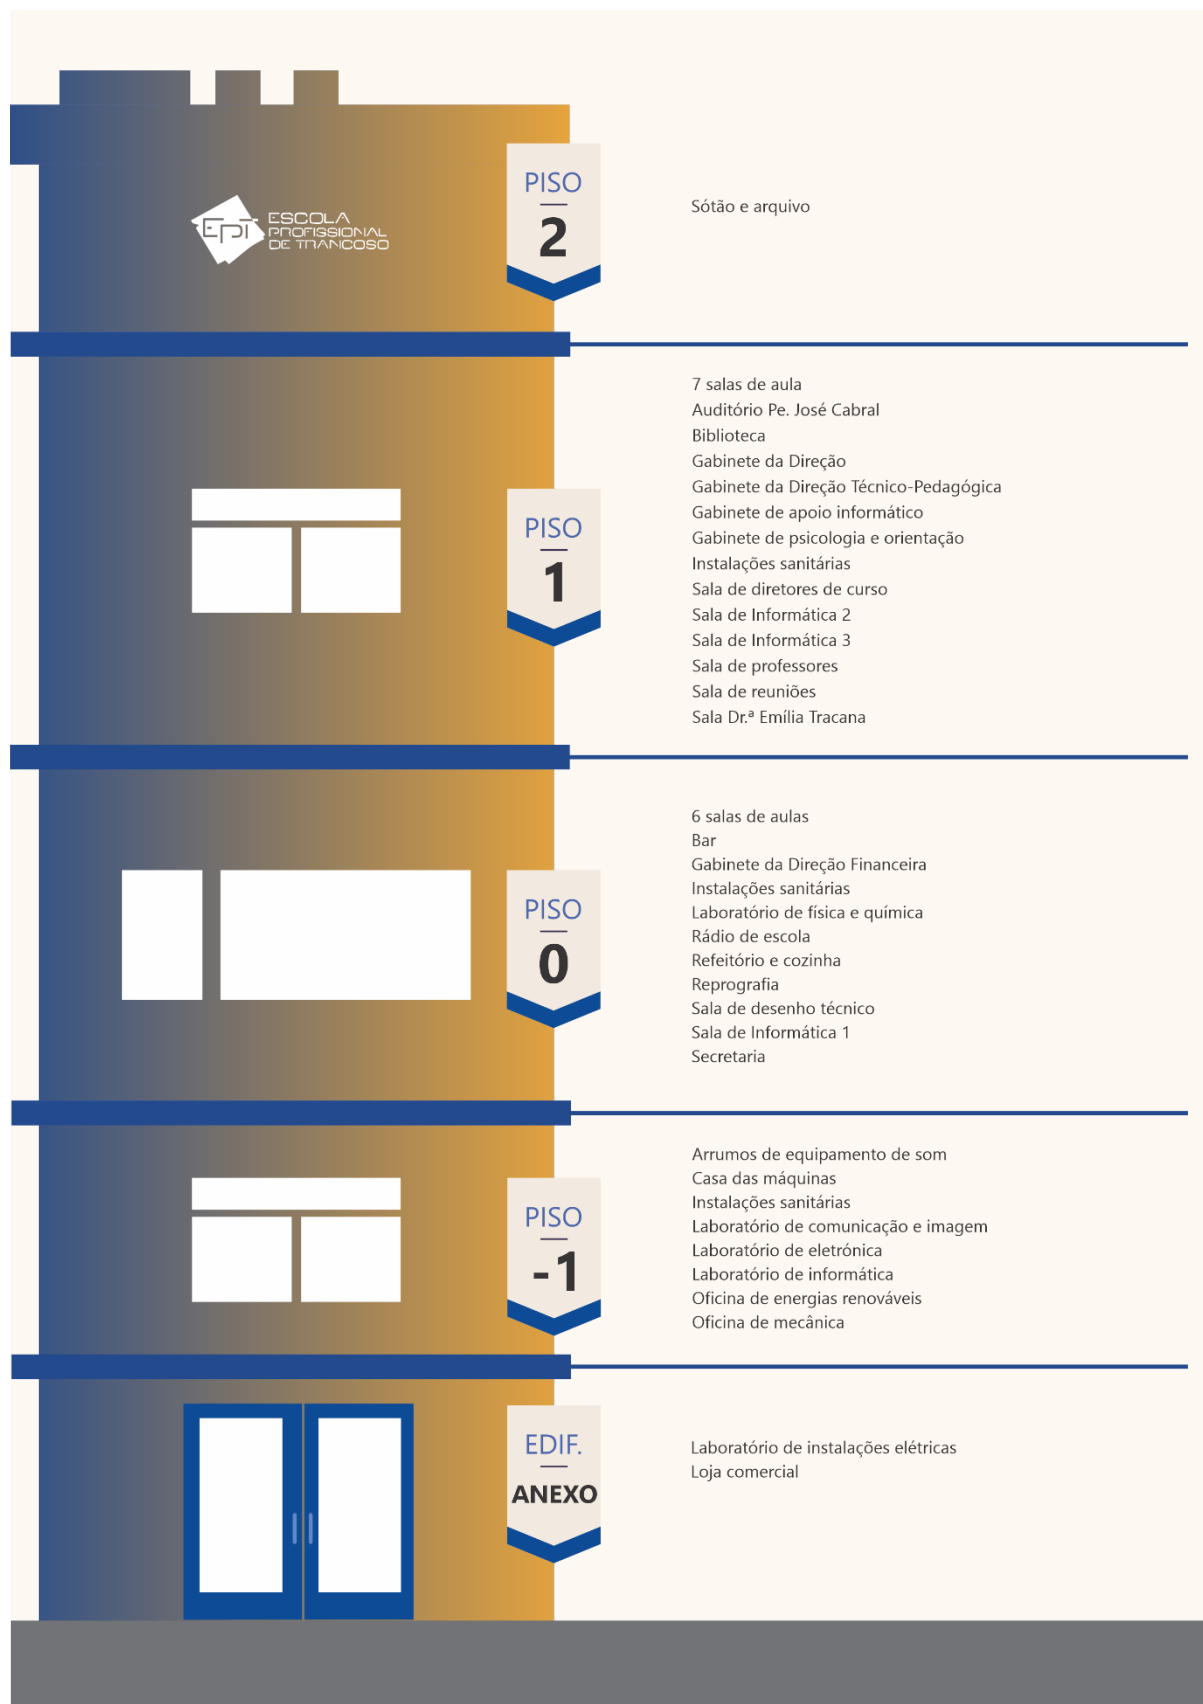 EPT
ESCOLA
PROFISSIONAL
DE TRANCOSO
PISO
2
Sótão e arquivo
7 salas de aula
Auditório Pe. José Cabral
Biblioteca
Gabinete da Direção
Gabinete da Direção Técnico-Pedagógica
Gabinete de apoio informático
Gabinete de psicologia e orientação
Instalações sanitárias
Sala de diretores de curso
Sala de Informática 2
Sala de Informática 3
Sala de professores
Sala de reuniões
Sala Dr.ª Emília Tracana
PISO
1
6 salas de aulas
Bar
Gabinete da Direção Financeira
Instalações sanitárias
Laboratório de física e química
Rádio de escola
Refeitório e cozinha
Reprografia
Sala de desenho técnico
Sala de Informática 1
Secretaria
PISO
0
Arrumos de equipamento de som
Casa das máquinas
Instalações sanitárias
Laboratório de comunicação e imagem
Laboratório de eletrónica
Laboratório de informática
Oficina de energias renováveis
Oficina de mecânica
PISO
-1
EDIF.
ANEXO
Laboratório de instalações elétricas
Loja comercial